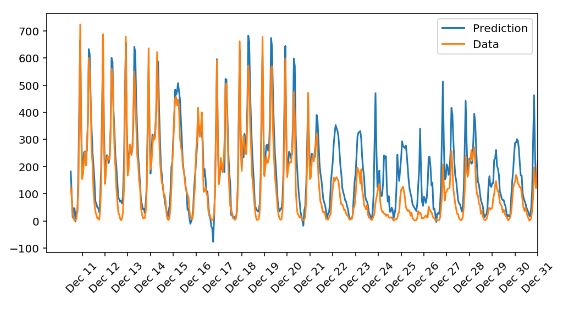 Prediction
Data
700
600
500
400
300
200
100
0
−100
Dec 11
Dec 12
Dec 13
Dec 14
Dec 15
Dec 16
Dec 17
Dec 18
Dec 19
Dec 20
Dec 21
Dec 22
Dec 23
Dec 24
Dec 25
Dec 26
Dec 27
Dec 28
Dec 29
Dec 30
Dec 31